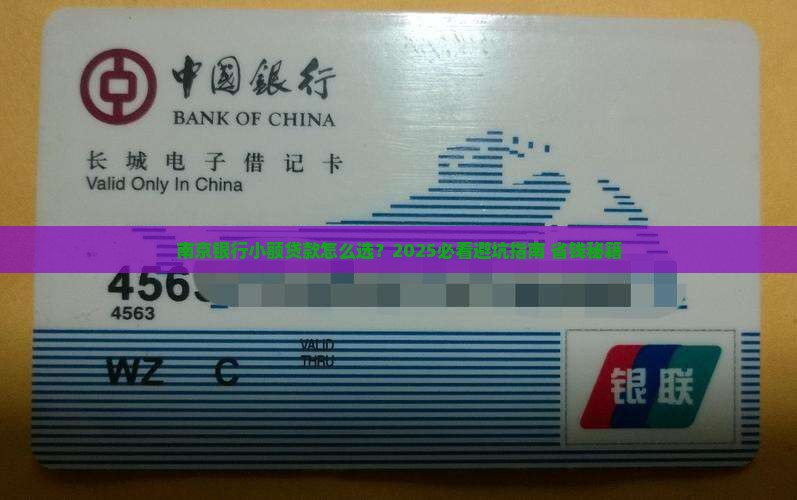 中國銀行
BANK OF CHINA
长城电子借记卡
Valid Only In China
南京银行小额贷款怎么选？2025必看避坑指南 省钱秘籍
4563
4563
VALID
THRU
WZ C
银联